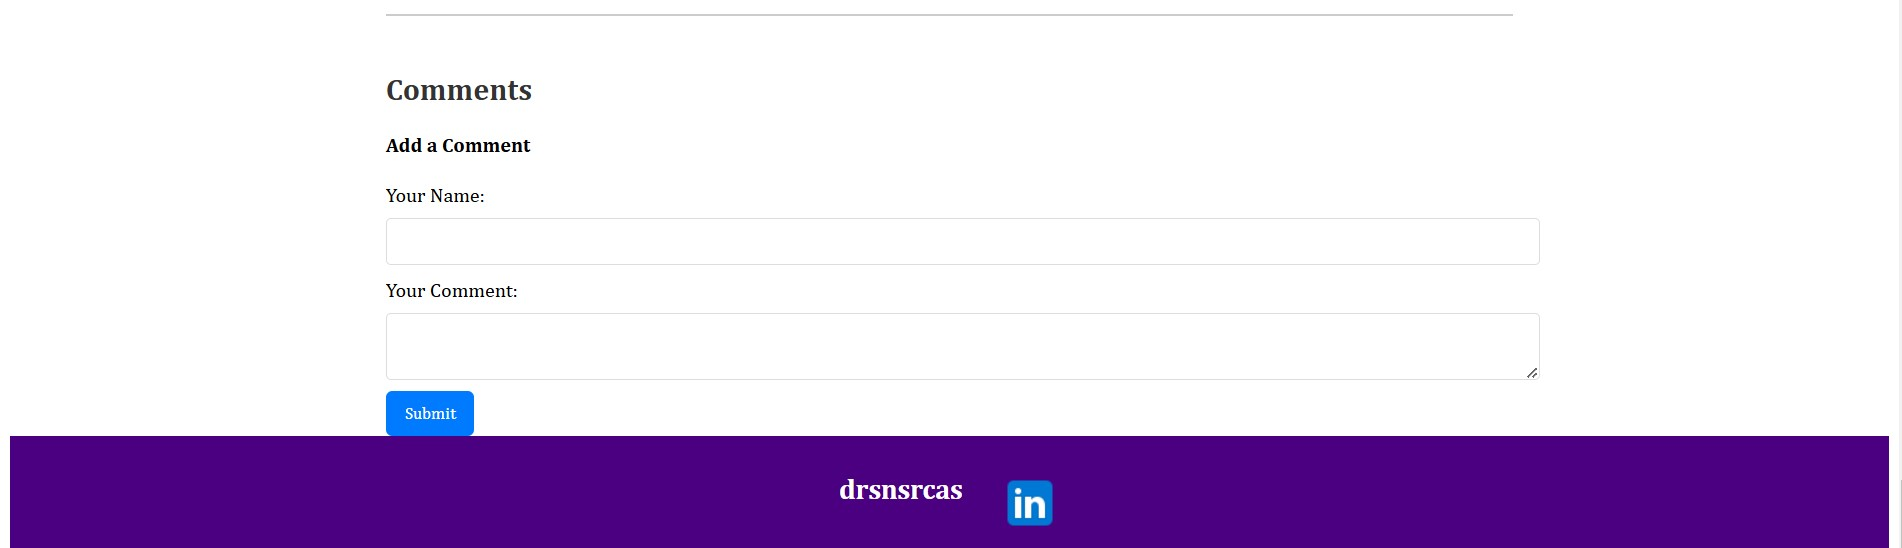 Comments
Add a Comment
Your Name:
Your Comment:
Submit
drsnsrcas in